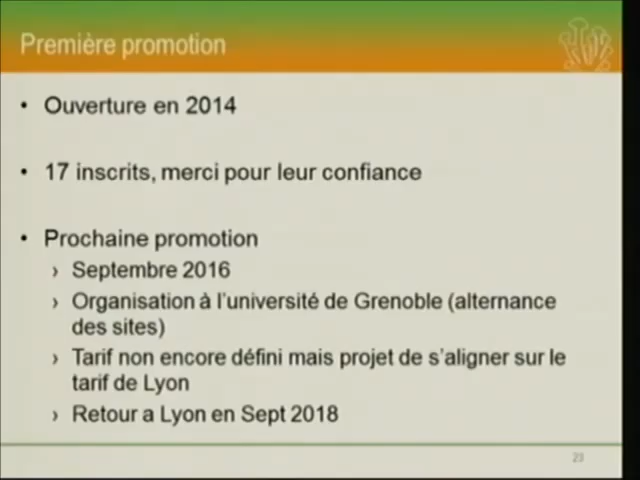 Première promotion
• Ouverture en 2014
• 17 inscrits, merci pour leur confiance
• Prochaine promotion
› Septembre 2016
› Organisation à l'université de Grenoble (alternance
des sites)
› Tarif non encore défini mais projet de s'aligner sur le
tarif de Lyon
› Retour a Lyon en Sept 2018
23